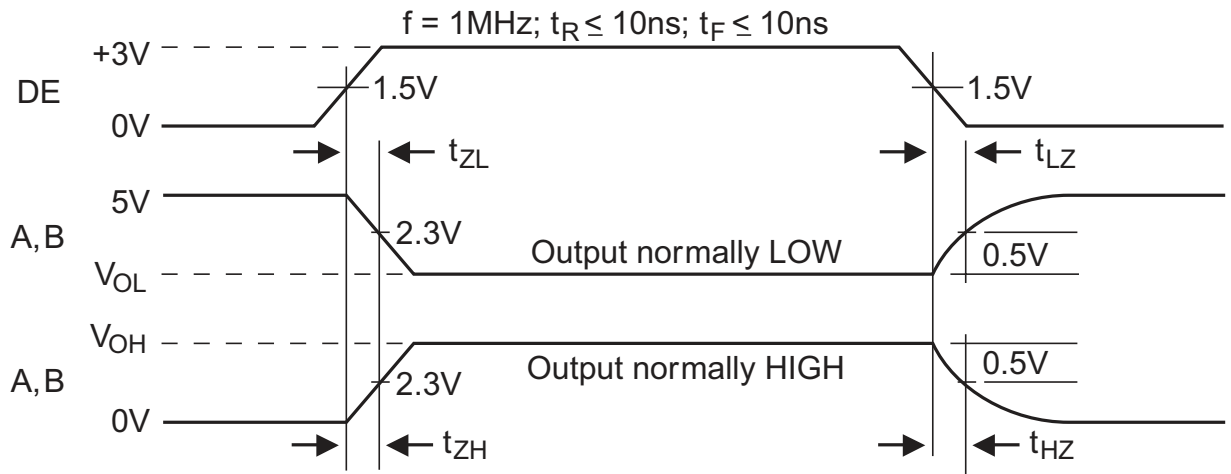 f = 1MHz; tR ≤ 10ns; tF ≤ 10ns
+3V
DE
1.5V
1.5V
0V
tZL
tLZ
5V
A,B
2.3V
Output normally LOW
0.5V
VOL
VOH
A,B
2.3V
Output normally HIGH
0.5V
0V
tZH
tHZ